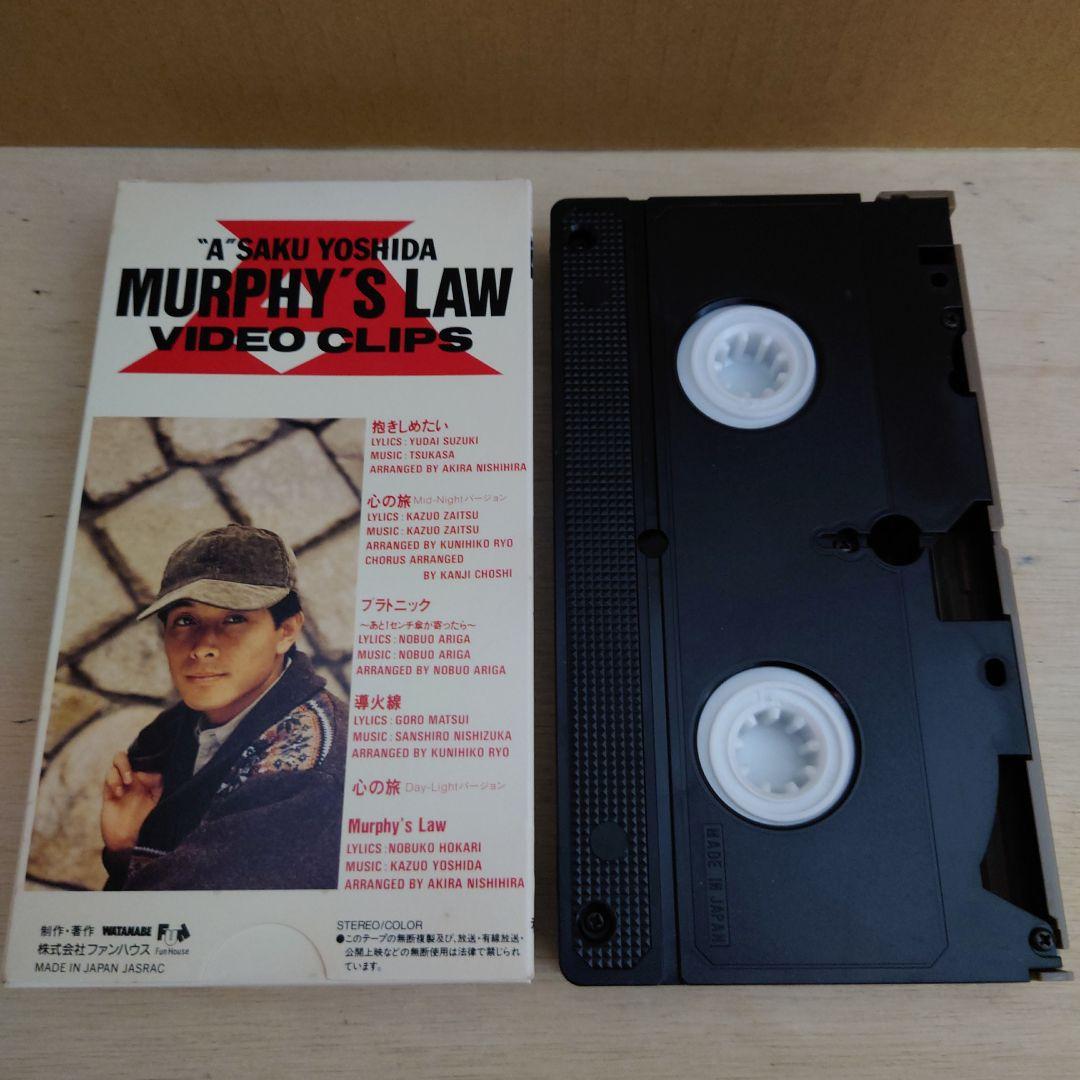 "A"SAKU YOSHIDA
MURPHY'S LAW
VIDEO CLIPS
抱きしめたい
LYRICS : YUDAI SUZUKI
MUSIC : TSUKASA
ARRANGED BY AKIRA NISHIHIRA
心の旅 Mid-Nightバージョン
LYRICS : KAZUO ZAITSU
MUSIC : KAZUO ZAITSU
ARRANGED BY KUNIHIKO RYO
CHORUS ARRANGED
BY KANJI CHOSHI
プラトニック
〜あと1センチ傘が寄ったら〜
LYRICS : NOBUO ARIGA
MUSIC : NOBUO ARIGA
ARRANGED BY NOBUO ARIGA
導火線
LYRICS : GORO MATSUI
MUSIC : SANSHIRO NISHIZUKA
ARRANGED BY KUNIHIKO RYO
心の旅 Day-Lightバージョン
Murphy's Law
LYRICS : NOBUKO HOKARI
MUSIC : KAZUO YOSHIDA
ARRANGED BY AKIRA NISHIHIRA
制作・著作 WATANABE FUN
株式会社ファンハウス Fun House
MADE IN JAPAN JASRAC
STEREO/COLOR
●このテープの無断複製及び、放送・有線放送・
公開上映などの無断使用は法律で禁じられ
ています。
MADE IN JAPAN